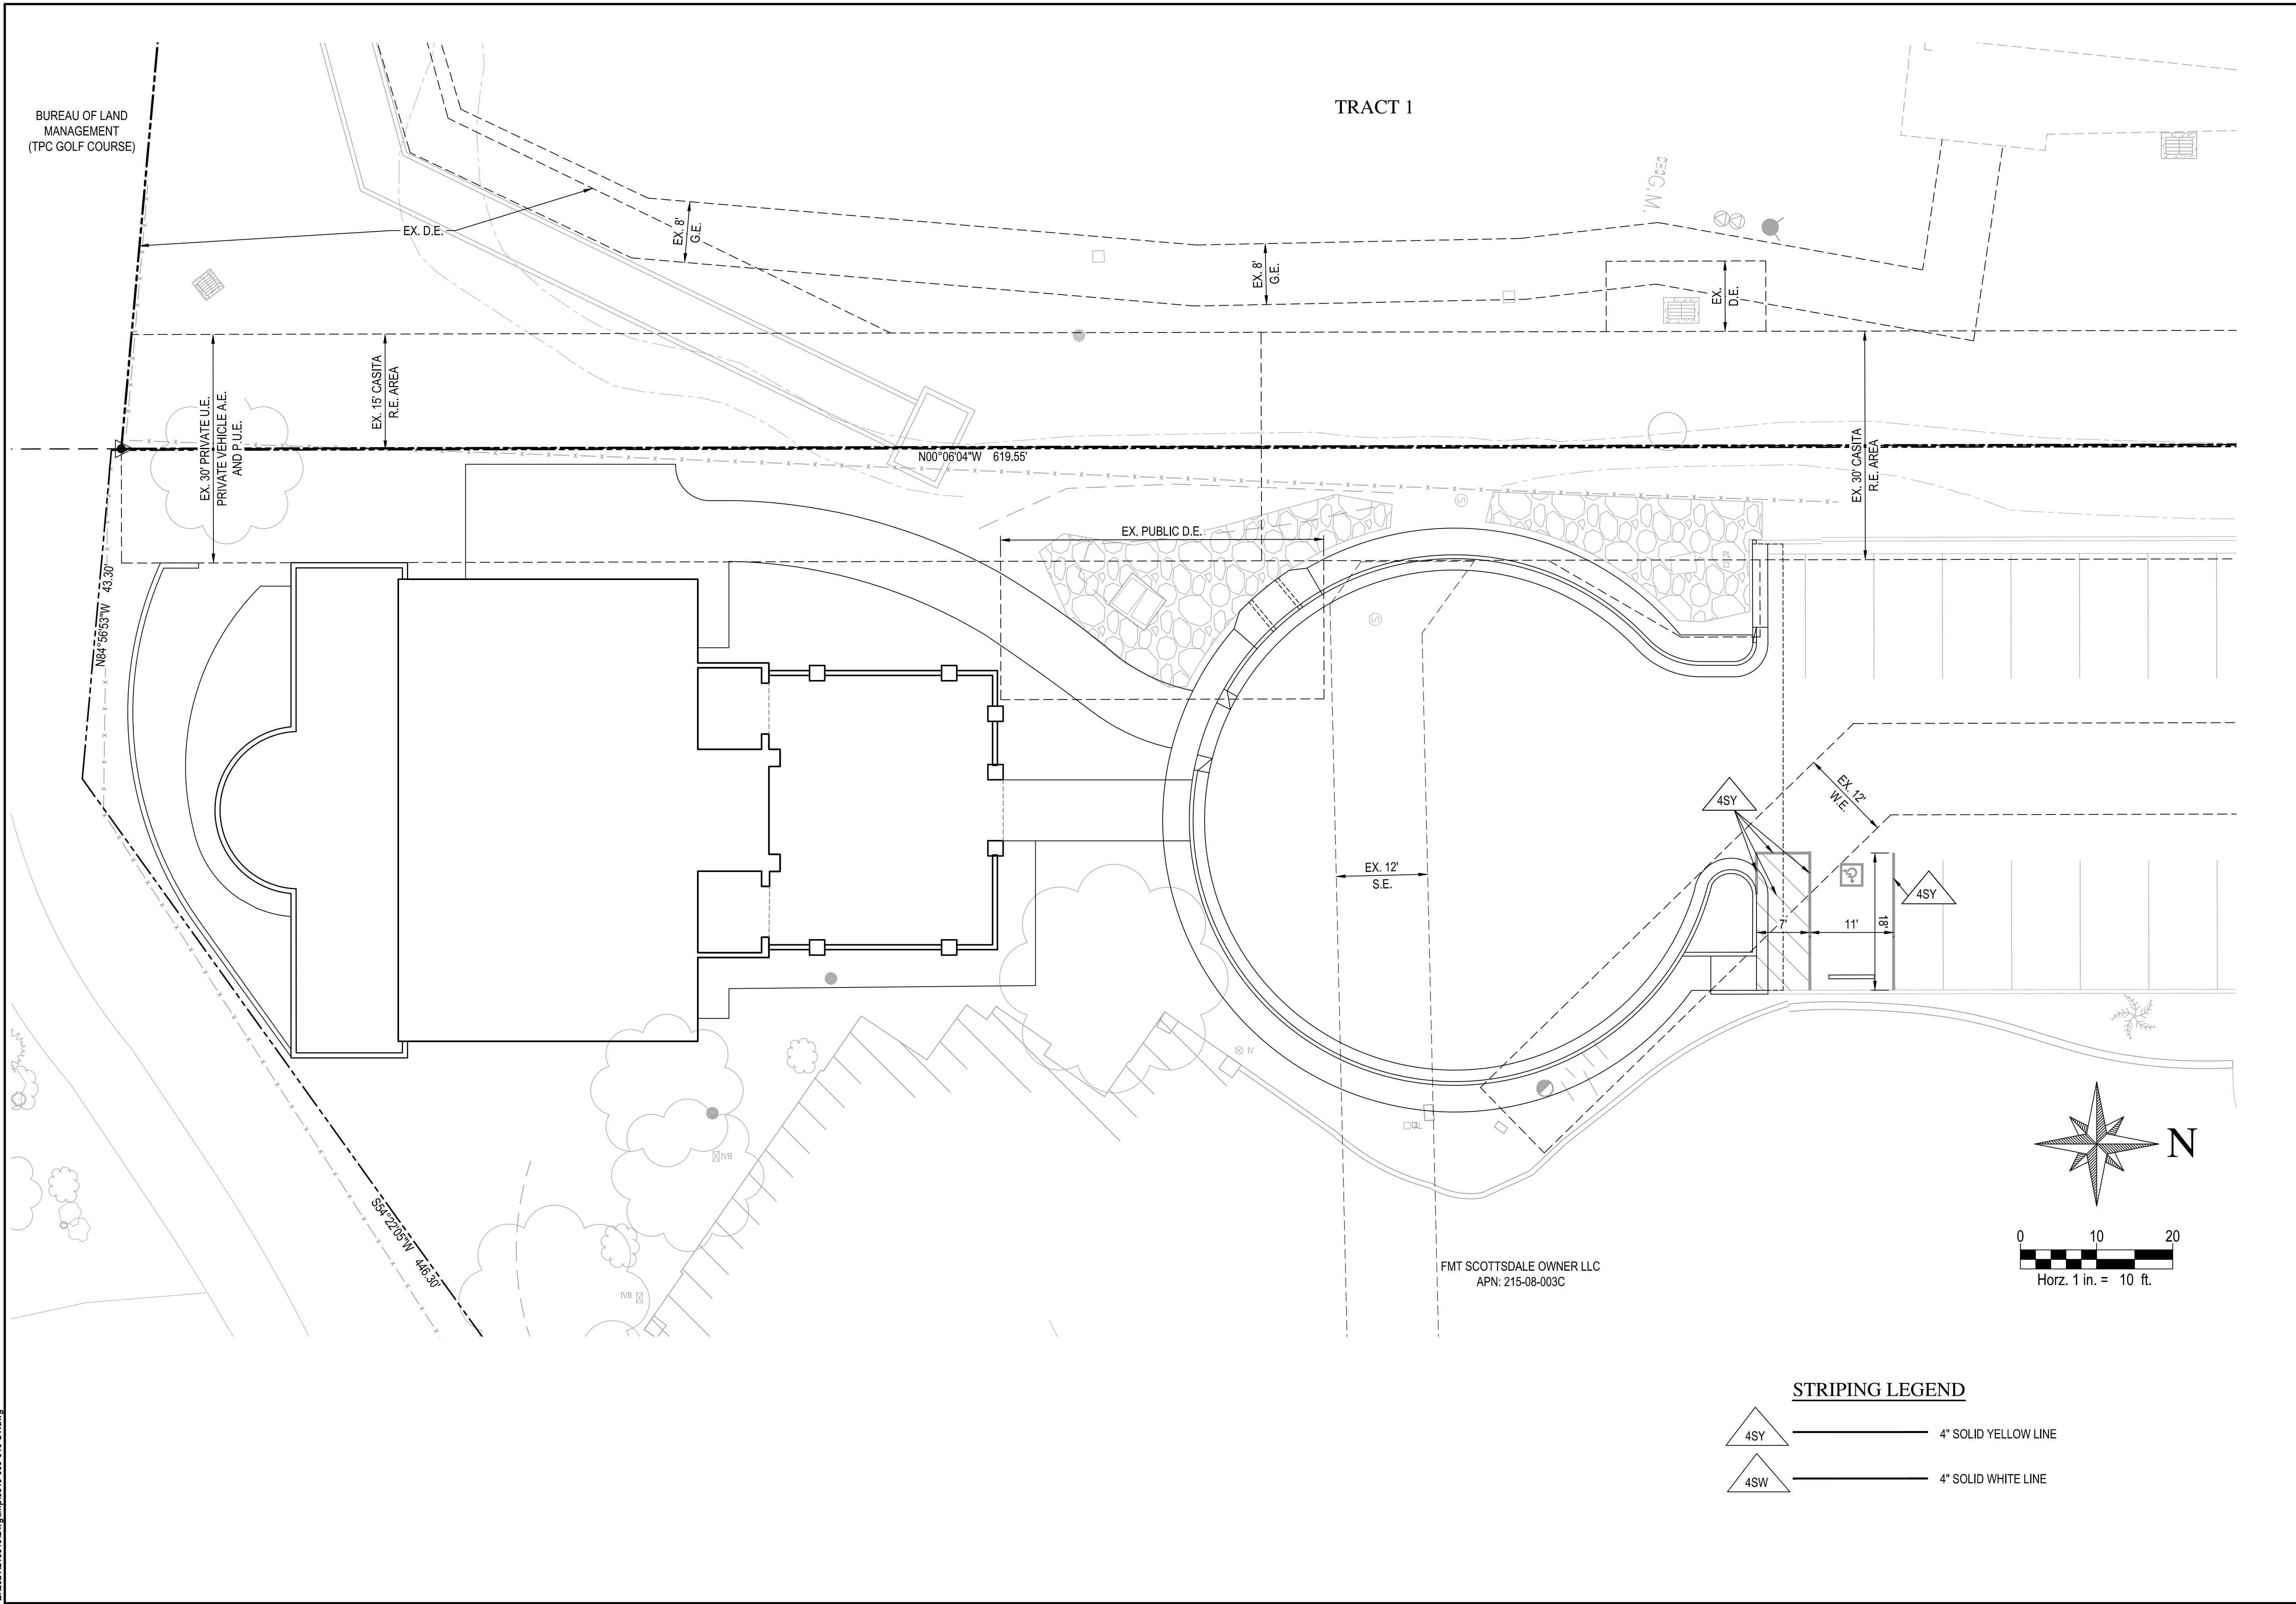 BUREAU OF LAND
MANAGEMENT
(TPC GOLF COURSE)
TRACT 1
EX. D.E.
EX. 8'
G.E.
EX. 8'
G.E.
EX.
D.E.
G.M.
EX. 30' PRIVATE U.E.
PRIVATE VEHICLE A.E.
AND P.U.E.
EX. 15' CASITA
R.E. AREA
N00°06'04"W 619.55'
EX. 30' CASITA
R.E. AREA
EX. PUBLIC D.E.
S
S
N84°56'53"W 43.30'
EX. 12'
W.E.
4SY
4SY
EX. 12'
S.E.
7'
11'
18'
IV
IVB
IVB
S54°22'05"W 446.30'
N
0 10 20
Horz. 1 in. = 10 ft.
FMT SCOTTSDALE OWNER LLC
APN: 215-08-003C
STRIPING LEGEND
4SY 4" SOLID YELLOW LINE
4SW 4" SOLID WHITE LINE